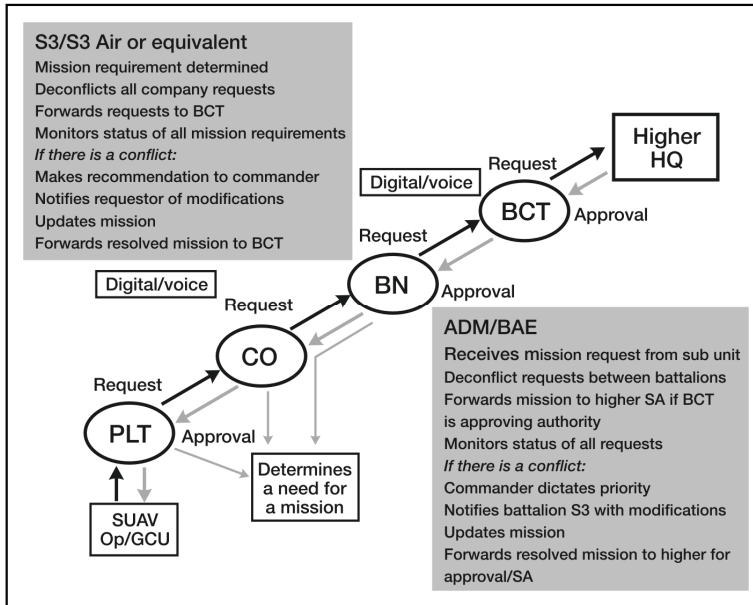 S3/S3 Air or equivalent
Mission requirement determined
Deconflicts all company requests
Forwards requests to BCT
Monitors status of all mission requirements
If there is a conflict:
Makes recommendation to commander
Notifies requestor of modifications
Updates mission
Forwards resolved mission to BCT
Higher
HQ
Request
Digital/voice
BCT
Approval
Request
BN
Approval
Digital/voice
Request
CO
Request
PLT
Approval
SUAV
Op/GCU
Determines
a need for
a mission
ADM/BAE
Receives mission request from sub unit
Deconflict requests between battalions
Forwards mission to higher SA if BCT
is approving authority
Monitors status of all requests
If there is a conflict:
Commander dictates priority
Notifies battalion S3 with modifications
Updates mission
Forwards resolved mission to higher for
approval/SA